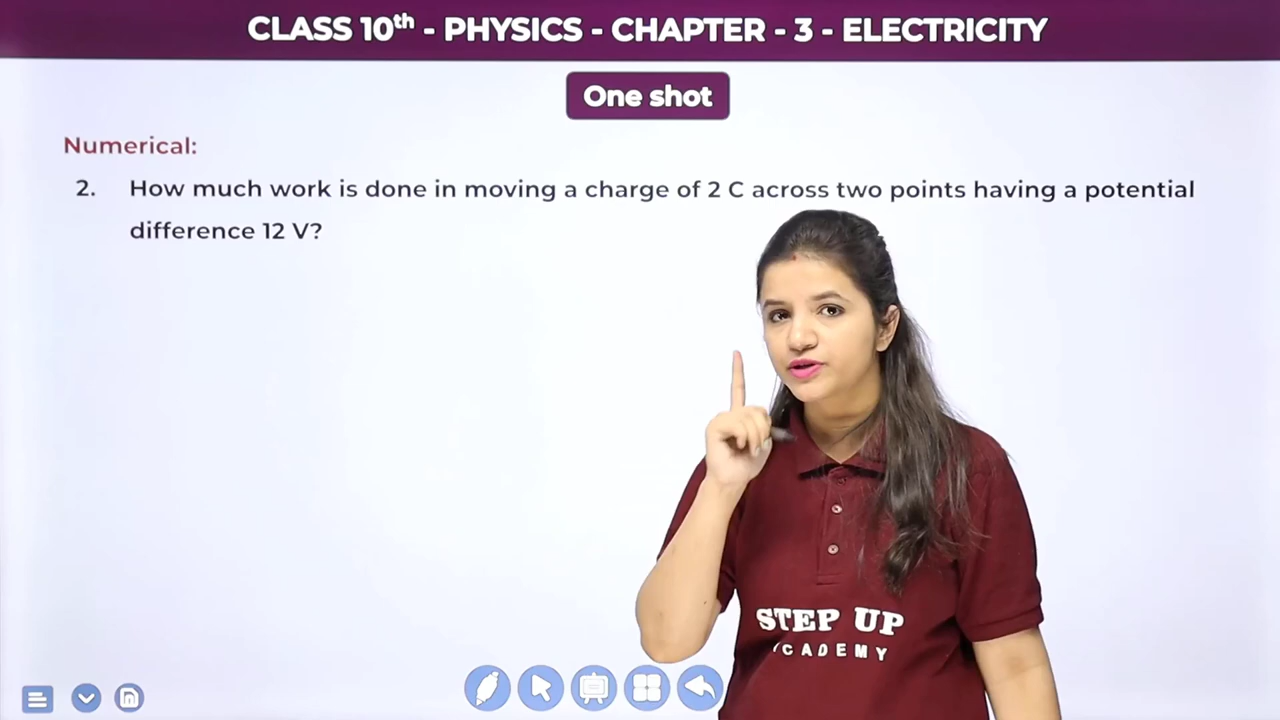 CLASS 10th - PHYSICS - CHAPTER - 3 - ELECTRICITY
One shot
Numerical:
2. How much work is done in moving a charge of 2 C across two points having a potential
difference 12 V?
STEP UP
ACADEMY